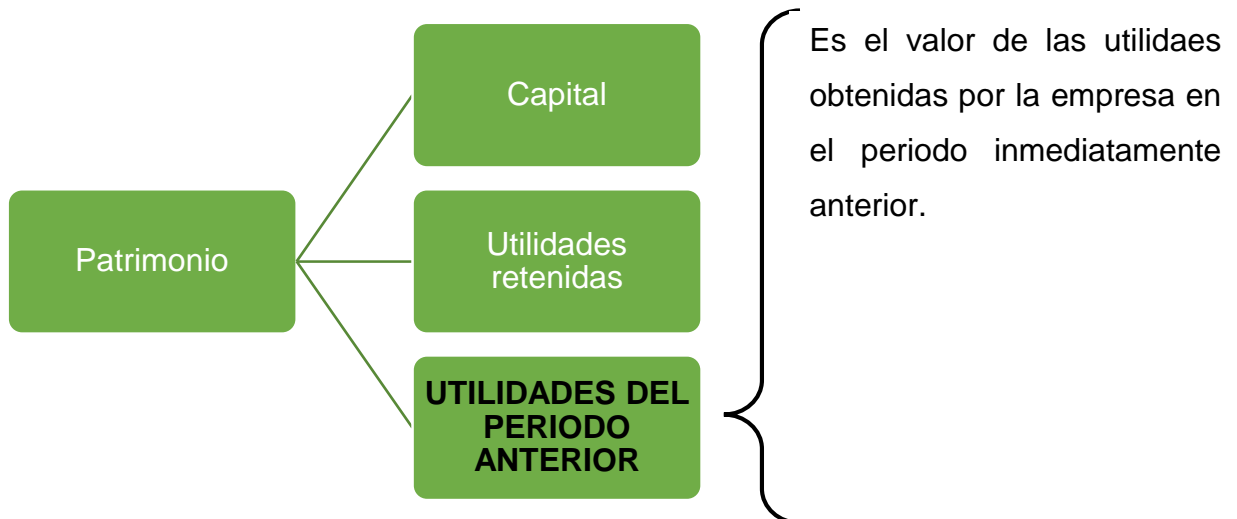 Patrimonio
Capital
Utilidades
retenidas
UTILIDADES DEL
PERIODO
ANTERIOR
Es el valor de las utilidaes
obtenidas por la empresa en
el periodo inmediatamente
anterior.